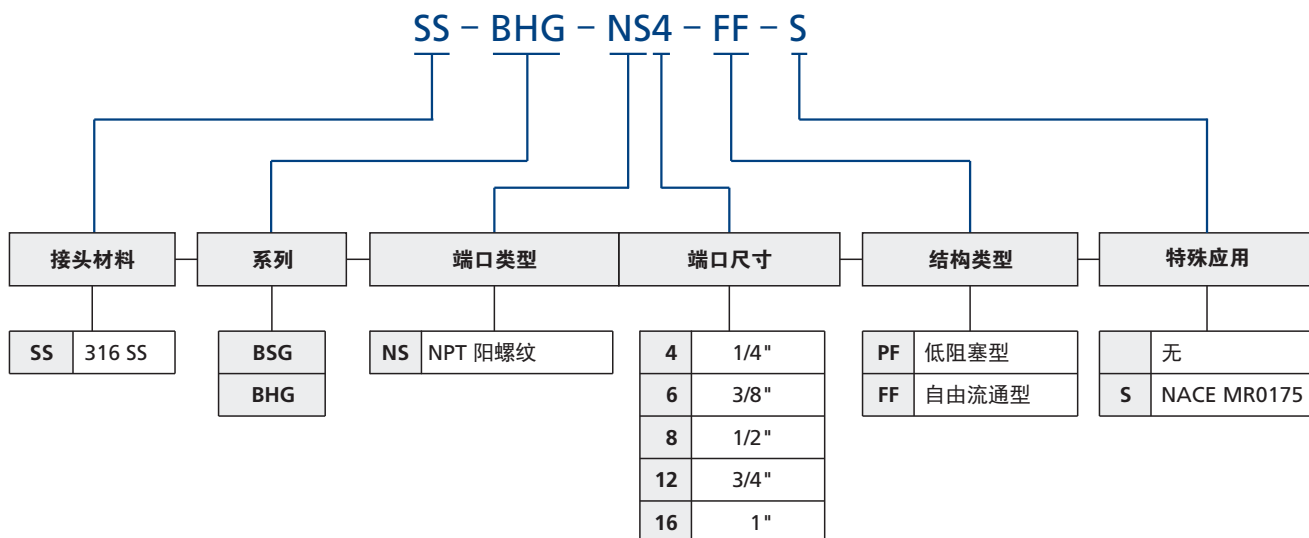 SS – BHG – NS4 – FF – S
接头材料 系列 端口类型 端口尺寸 结构类型 特殊应用
SS 316 SS BSG NS NPT 阳螺纹 4 1/4" PF 低阻塞型 无
BHG 6 3/8" FF 自由流通型 S NACE MR0175
8 1/2"
12 3/4"
16 1"